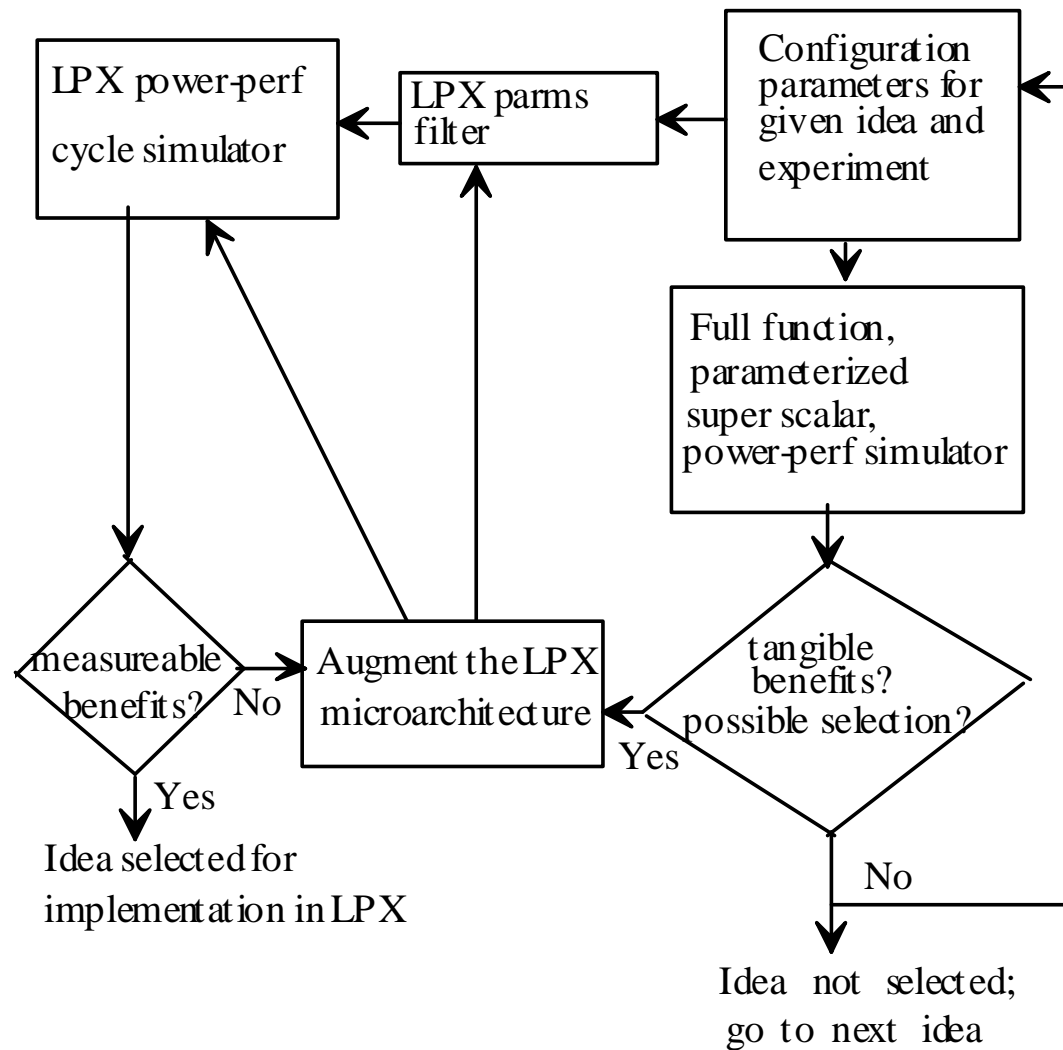 LPX power-perf
cycle simulator
LPX parms
filter
Configuration
parameters for
given idea and
experiment
Full function,
parameterized
super scalar,
power-perf simulator
measureable
benefits?
No
Augment the LPX
microarchitecture
Yes
tangible
benefits?
possible selection?
Yes
Idea selected for
implementation in LPX
No
Idea not selected;
go to next idea